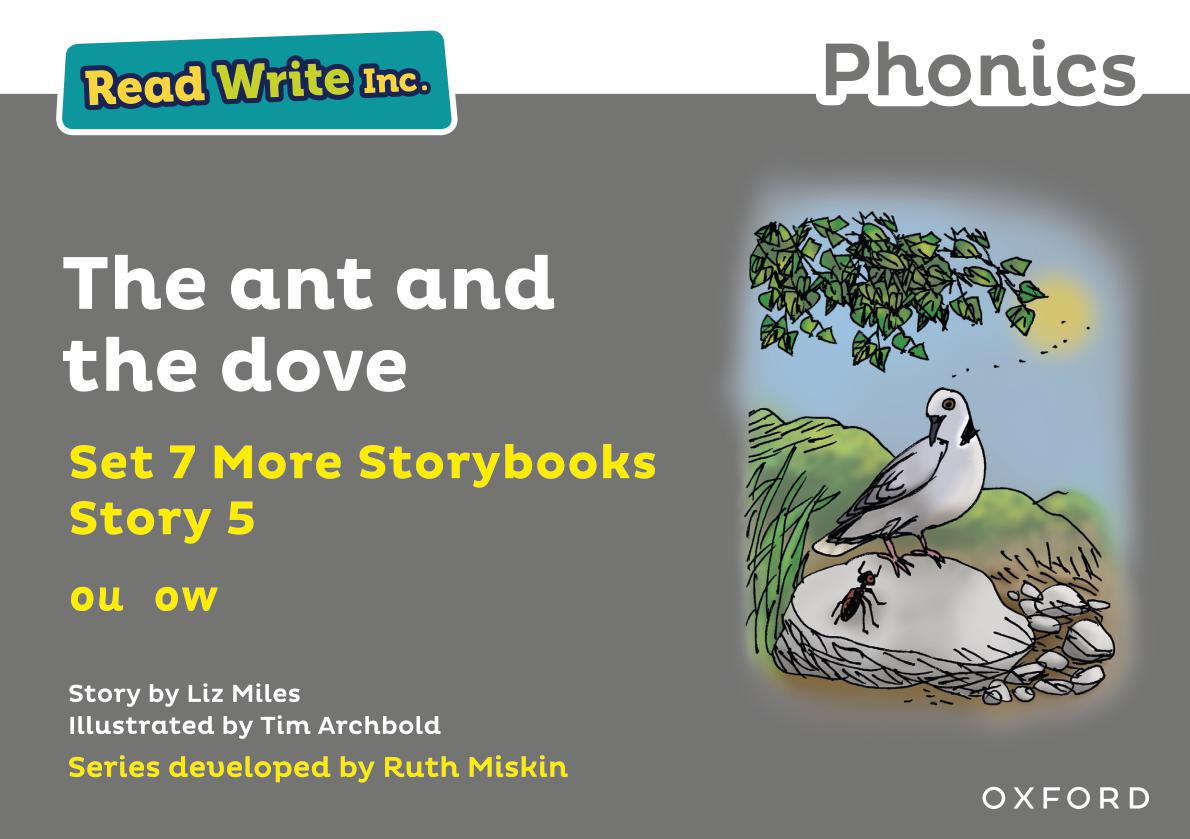 Read Write Inc.
Phonics
The ant and
the dove
Set 7 More Storybooks
Story 5
ou ow
Story by Liz Miles
Illustrated by Tim Archbold
Series developed by Ruth Miskin
OXFORD